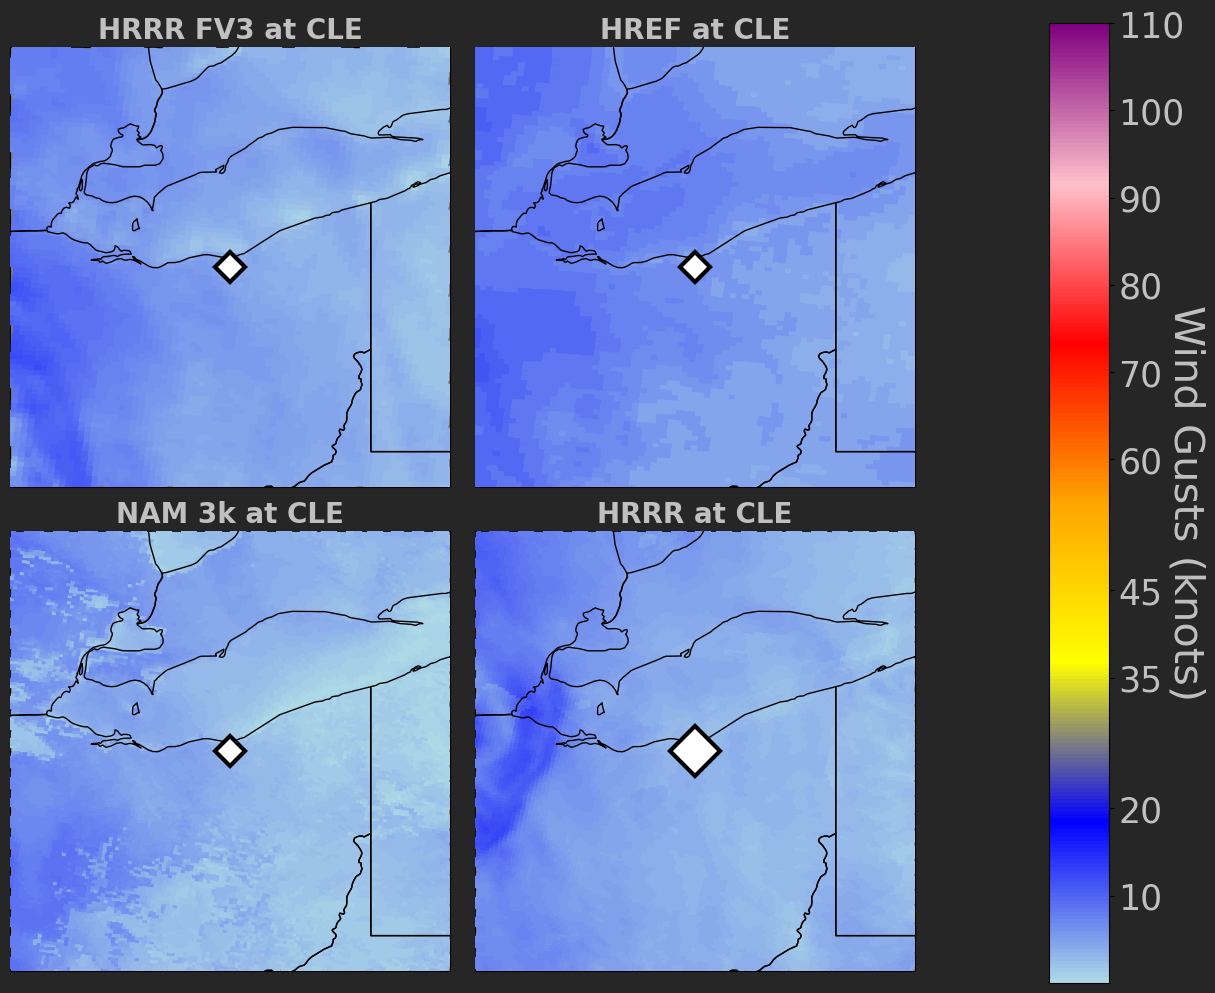 HRRR FV3 at CLE
HREF at CLE
NAM 3k at CLE
HRRR at CLE
110
100
90
80
70
60
45
35
20
10
Wind Gusts (knots)